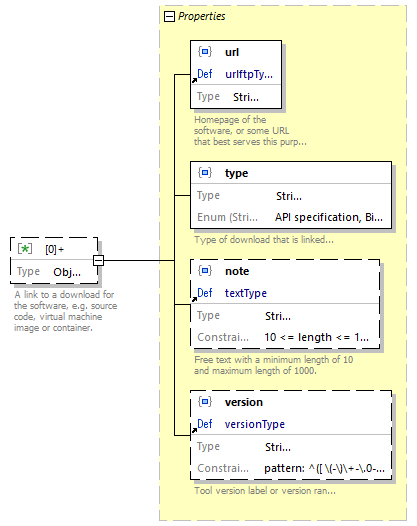 Properties
url
Def urlftpTy...
Type Stri...
Homepage of the
software, or some URL
that best serves this purp...
type
Type Stri...
Enum (Stri... API specification, Bi...
Type of download that is linked...
[0]+
Type Obj...
A link to a download for
the software, e.g. source
code, virtual machine
image or container.
note
Def textType
Type Stri...
Constrai... 10 <= length <= 1...
Free text with a minimum length of 10
and maximum length of 1000.
version
Def versionType
Type Stri...
Constrai... pattern: ^([ \(-\)\+-\.0-...
Tool version label or version ran...